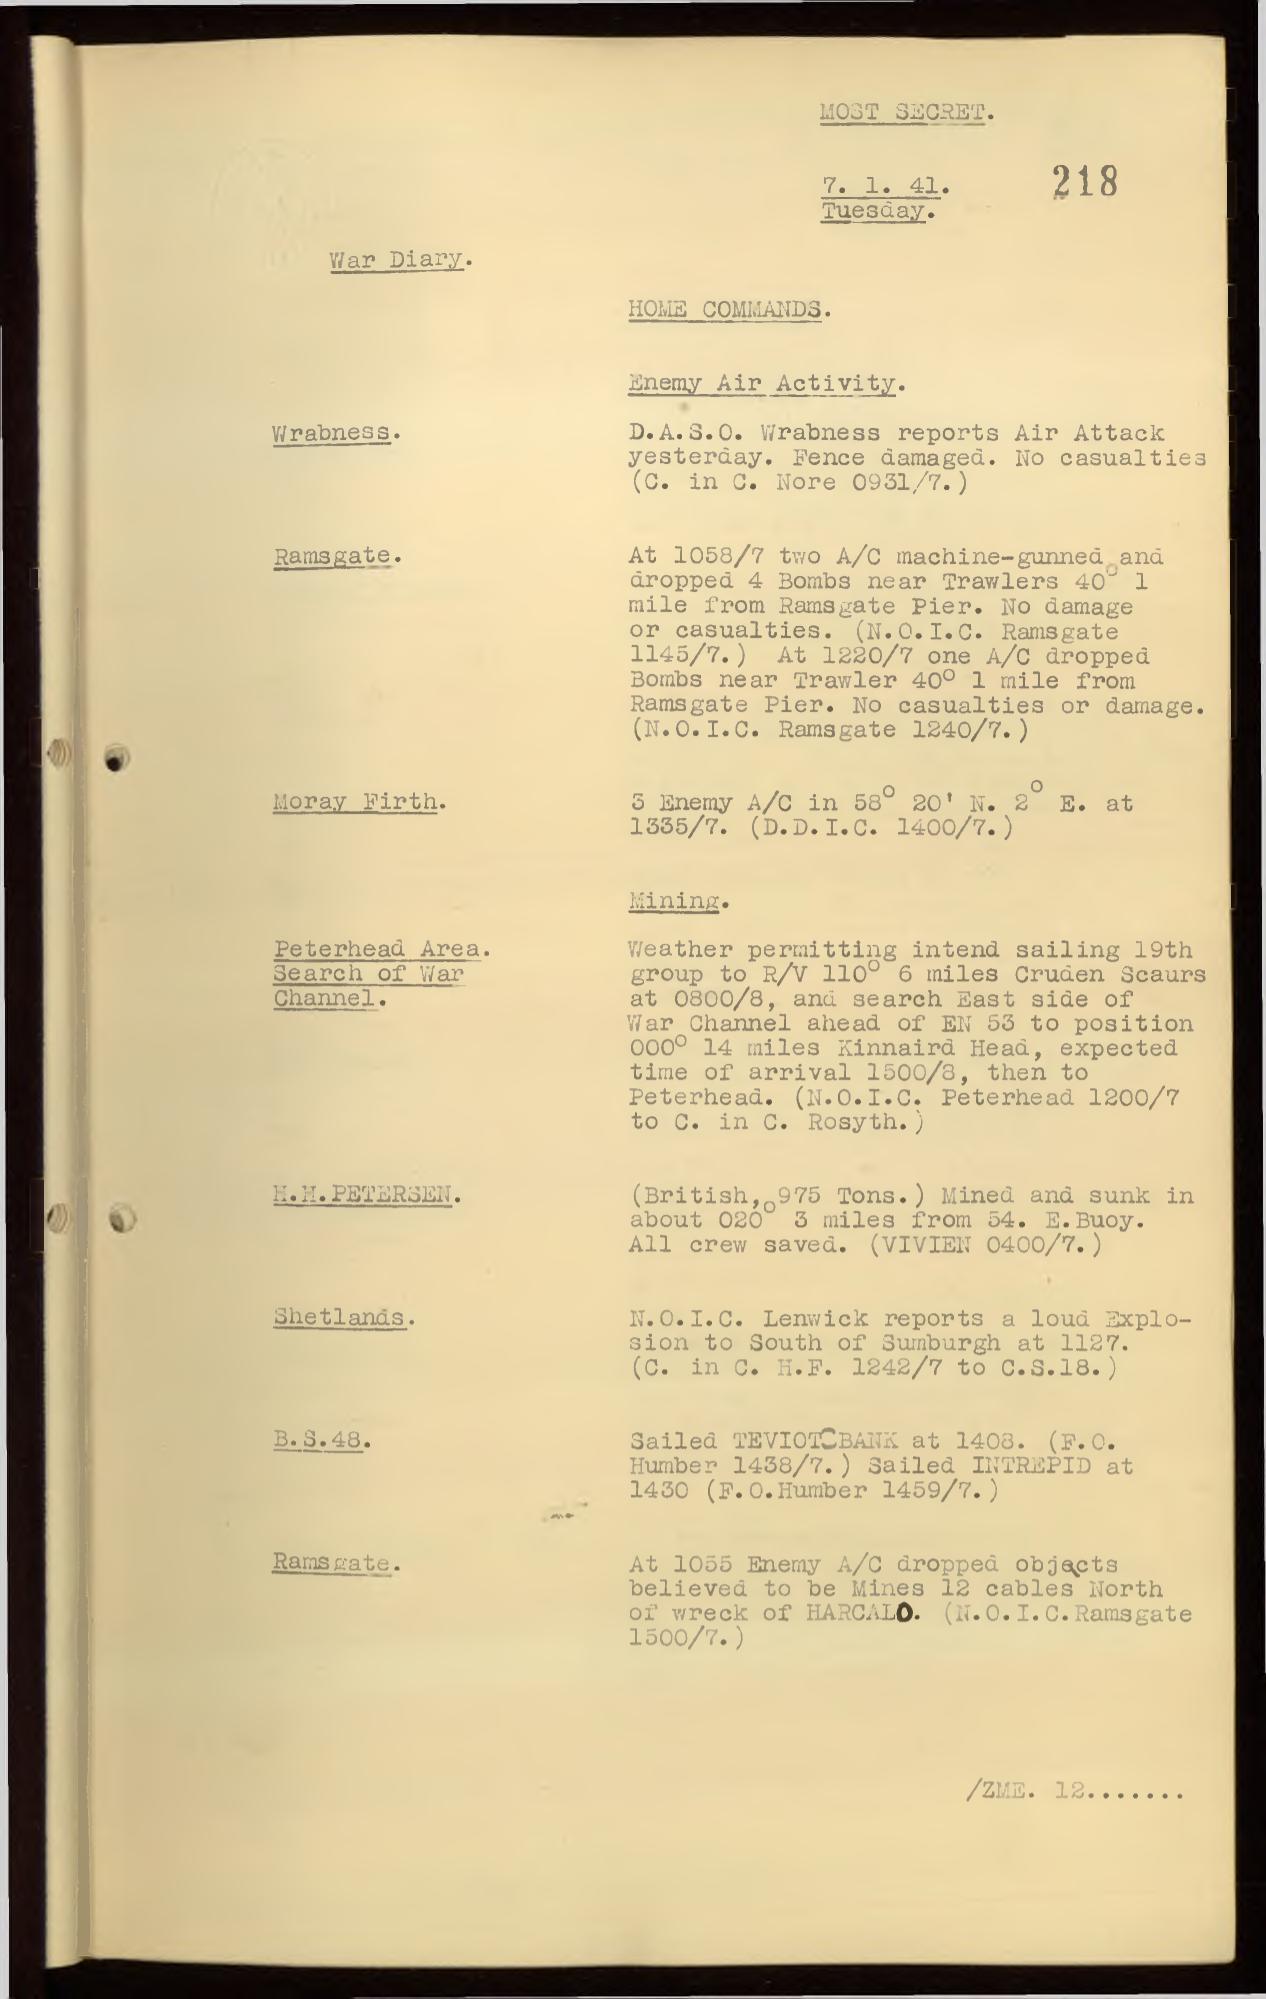 MOST SECRET.
7. 1. 41.
218
Tuesday.
War Diary.
HOME COMMANDS.
Enemy Air Activity.
Wrabness.
D.A.S.O. Wrabness reports Air Attack
yesterday. Fence damaged. No casualties
(C. in C. Nore 0931/7.)
Ramsgate.
At 1058/7 two A/C machine-gunned and
dropped 4 Bombs near Trawlers 40° 1
mile from Ramsgate Pier. No damage
or casualties. (N.O.I.C. Ramsgate
1145/7.) At 1220/7 one A/C dropped
Bombs near Trawler 40° 1 mile from
Ramsgate Pier. No casualties or damage.
(N.O.I.C. Ramsgate 1240/7.)
Moray Firth.
3 Enemy A/C in 58° 20' N. 2° E. at
1335/7. (D.D.I.C. 1400/7.)
Mining.
Peterhead Area.
Search of War
Channel.
Weather permitting intend sailing 19th
group to R/V 110° 6 miles Cruden Scaurs
at 0800/8, and search East side of
War Channel ahead of EN 53 to position
000° 14 miles Kinnaird Head, expected
time of arrival 1500/8, then to
Peterhead. (N.O.I.C. Peterhead 1200/7
to C. in C. Rosyth.)
H.H.PETERSEN.
(British, 975 Tons.) Mined and sunk in
about 020° 3 miles from 54. E.Buoy.
All crew saved. (VIVIEN 0400/7.)
Shetlands.
N.O.I.C. Lenwick reports a loud Explo-
sion to South of Sumburgh at 1127.
(C. in C. H.F. 1242/7 to C.S.18.)
B.S.48.
Sailed TEVIOTBANK at 1408. (F.O.
Humber 1438/7.) Sailed INTREPID at
1430 (F.O.Humber 1459/7.)
Ramsgate.
At 1055 Enemy A/C dropped objects
believed to be Mines 12 cables North
of wreck of HARCALO. (N.O.I.C.Ramsgate
1500/7.)
/ZME. 12.......